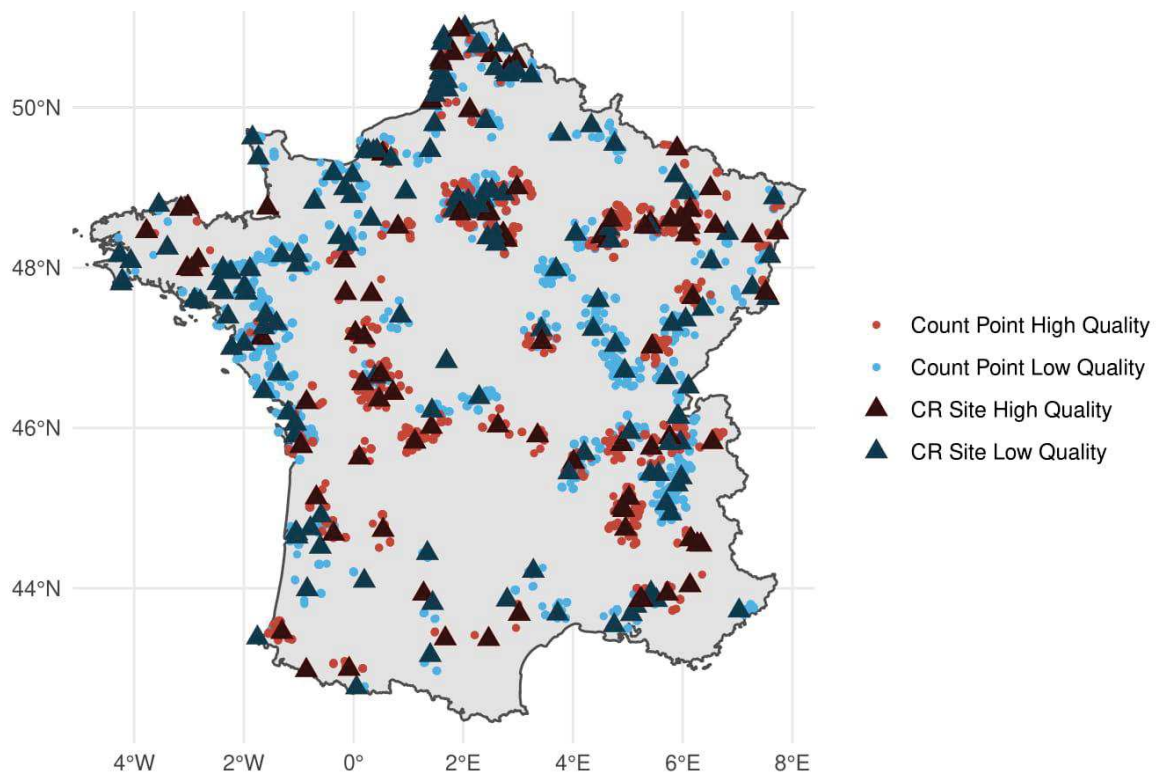 50°N
48°N
46°N
44°N
4°W 2°W 0° 2°E 4°E 6°E 8°E
Count Point High Quality
Count Point Low Quality
CR Site High Quality
CR Site Low Quality